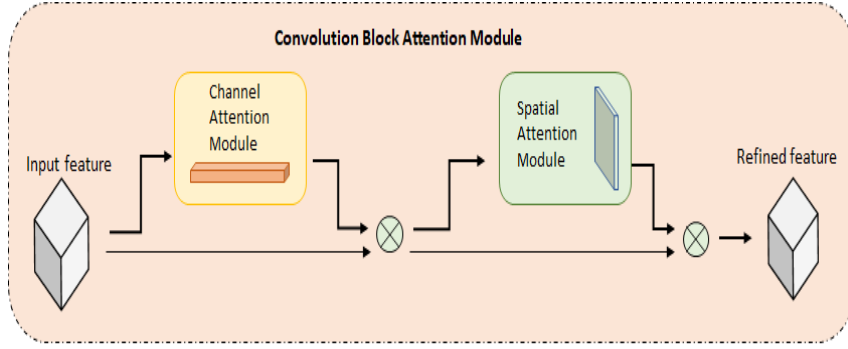 Convolution Block Attention Module
Channel
Attention
Module
Spatial
Attention
Module
Input feature
Refined feature